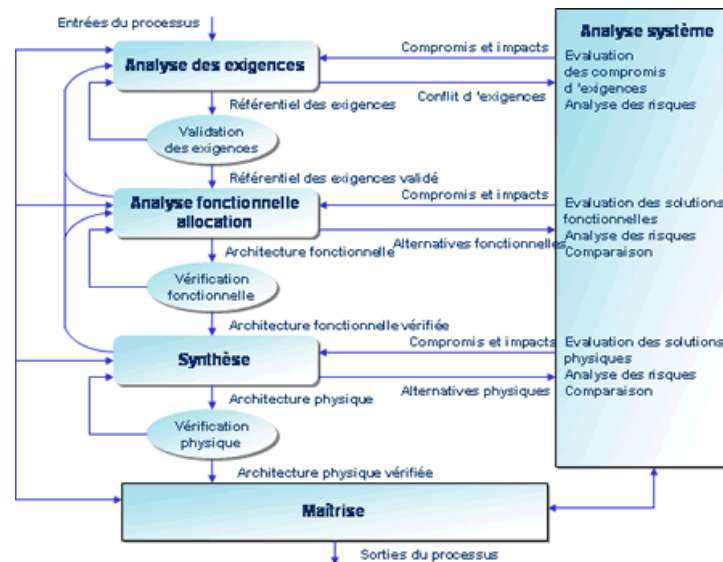 Entrées du processus
Analyse système
Analyse des exigences
Compromis et impacts
Evaluation
des compromis
d 'exigences
Analyse des risques
Conflit d 'exigences
Référentiel des exigences
Validation
des exigences
Référentiel des exigences validé
Analyse fonctionnelle
allocation
Compromis et impacts
Evaluation des solutions
fonctionnelles
Analyse des risques
Comparaison
Alternatives fonctionnelles
Architecture fonctionnelle
Vérification
fonctionnelle
Architecture fonctionnelle vérifiée
Synthèse
Compromis et impacts
Evaluation des solutions
physiques
Analyse des risques
Comparaison
Alternatives physiques
Architecture physique
Vérification
physique
Architecture physique vérifiée
Maîtrise
Sorties du processus